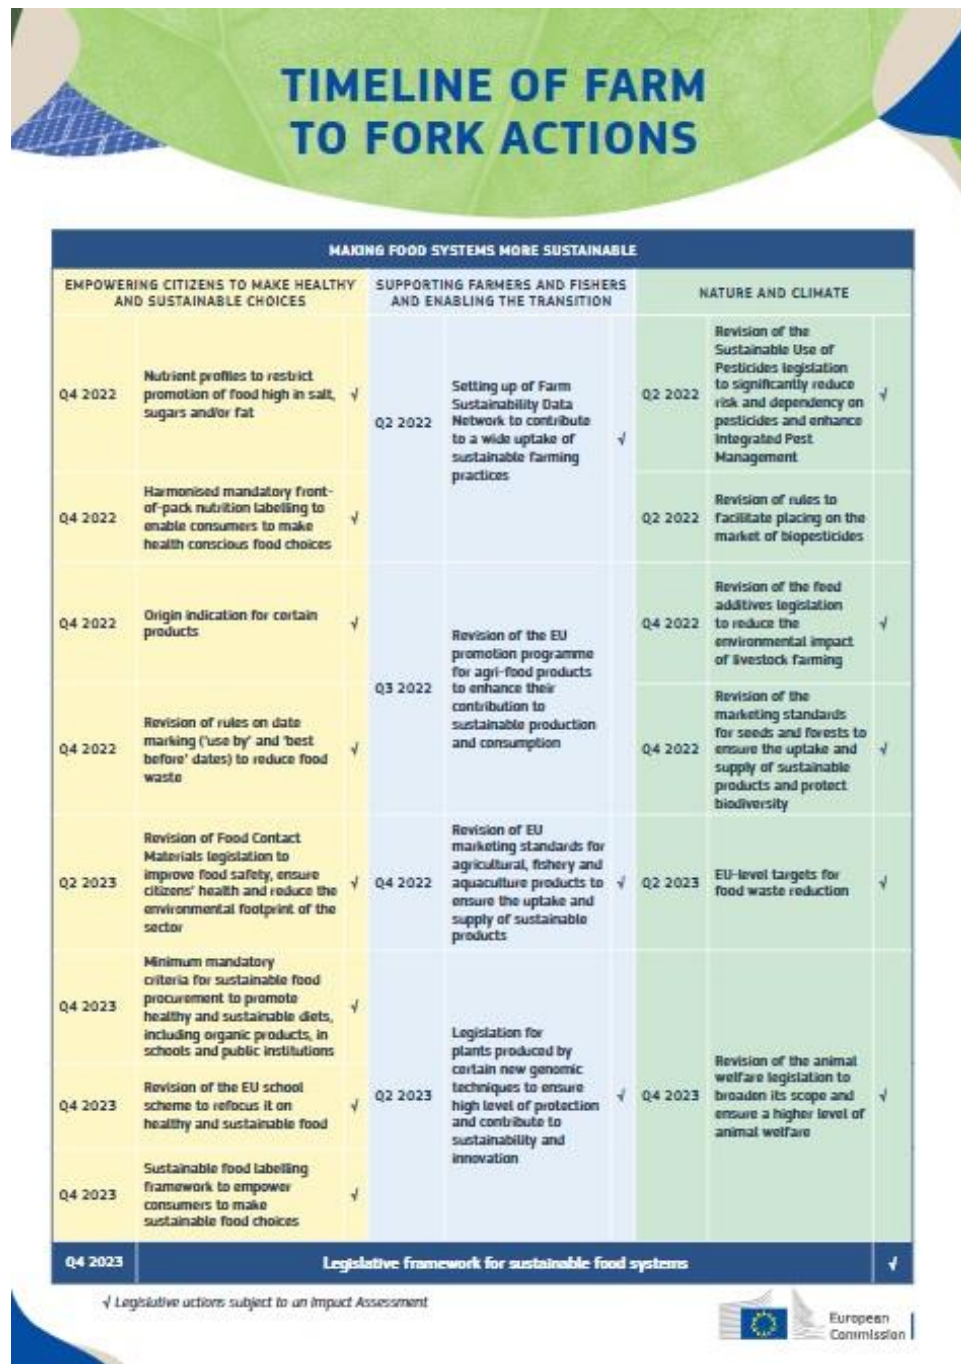 TIMELINE OF FARM
TO FORK ACTIONS
MAKING FOOD SYSTEMS MORE SUSTAINABLE
EMPOWERING CITIZENS TO MAKE HEALTHY
AND SUSTAINABLE CHOICES
Q4 2022
Nutrient profiles to restrict
promotion of food high in salt, √
sugars and/or fat
Q4 2022
Harmonised mandatory front-
of-pack nutrition labelling to
enable consumers to make √
health conscious food choices
Q4 2022
Origin indication for certain √
products
Q4 2022
Revision of rules on date
marking ('use by' and 'best
before' dates) to reduce food √
waste
Q2 2023
Revision of Food Contact
Materials legislation to
improve food safety, ensure
citizens' health and reduce the √
environmental footprint of the
sector
Q4 2023
Minimum mandatory
criteria for sustainable food
procurement to promote
healthy and sustainable diets, √
including organic products, in
schools and public institutions
Q4 2023
Revision of the EU school
scheme to refocus it on √
healthy and sustainable food
Q4 2023
Sustainable food labelling
framework to empower
consumers to make √
sustainable food choices
SUPPORTING FARMERS AND FISHERS
AND ENABLING THE TRANSITION
Q2 2022
Setting up of Farm
Sustainability Data
Network to contribute
to a wide uptake of √
sustainable farming
practices
Q3 2022
Revision of the EU
promotion programme
for agri-food products
to enhance their
contribution to
sustainable production
and consumption
Q4 2022
Revision of EU
marketing standards for
agricultural, fishery and
aquaculture products to √
ensure the uptake and
supply of sustainable
products
Q2 2023
Legislation for
plants produced by
certain new genomic
techniques to ensure √
high level of protection
and contribute to
sustainability and
innovation
NATURE AND CLIMATE
Q2 2022
Revision of the
Sustainable Use of
Pesticides legislation
to significantly reduce √
risk and dependency on
pesticides and enhance
Integrated Pest
Management
Q2 2022
Revision of rules to
facilitate placing on the
market of biopesticides
Q4 2022
Revision of the feed
additives legislation
to reduce the √
environmental impact
of livestock farming
Q4 2022
Revision of the
marketing standards
for seeds and forests to
ensure the uptake and √
supply of sustainable
products and protect
biodiversity
Q2 2023
EU-level targets for √
food waste reduction
Q4 2023
Revision of the animal
welfare legislation to
broaden its scope and √
ensure a higher level of
animal welfare
Q4 2023 Legislative framework for sustainable food systems √
√ Legislative actions subject to an Impact Assessment
European
Commission